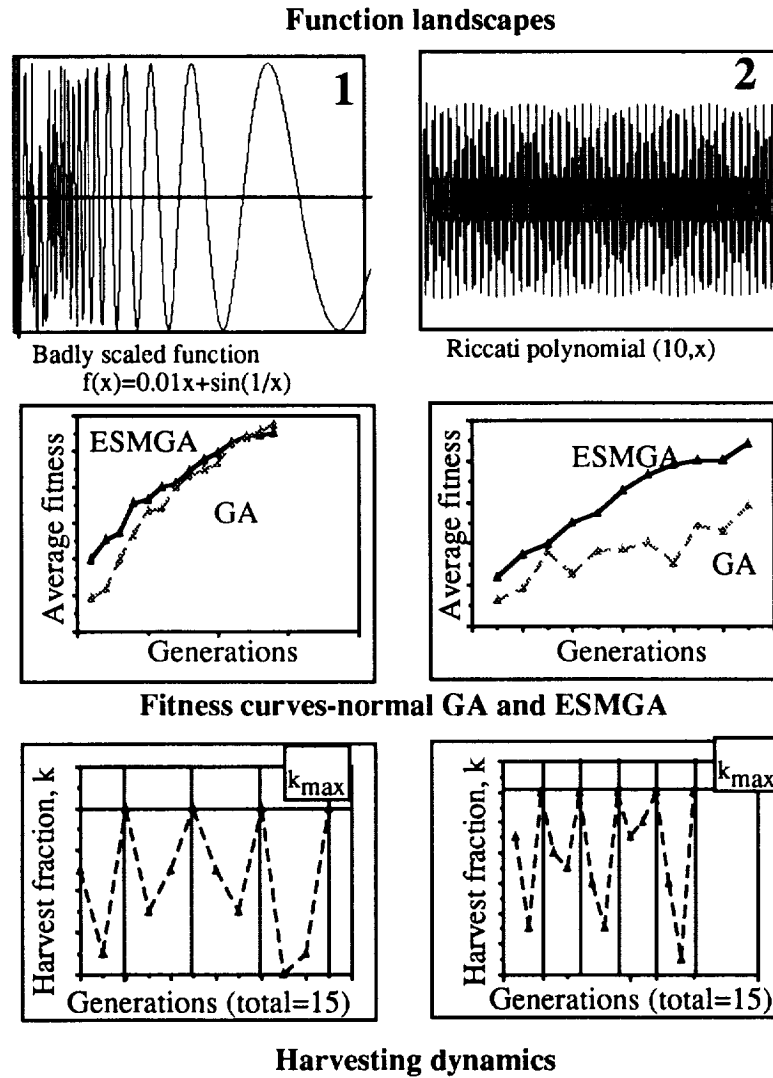 Function landscapes
1
2
Badly scaled function
f(x)=0.01x+sin(1/x)
Riccati polynomial (10,x)
Average fitness
ESMGA
GA
Generations
Average fitness
ESMGA
GA
Generations
Fitness curves-normal GA and ESMGA
Harvest fraction, k
kmax
Generations (total=15)
Harvest fraction, k
kmax
Generations (total=15)
Harvesting dynamics